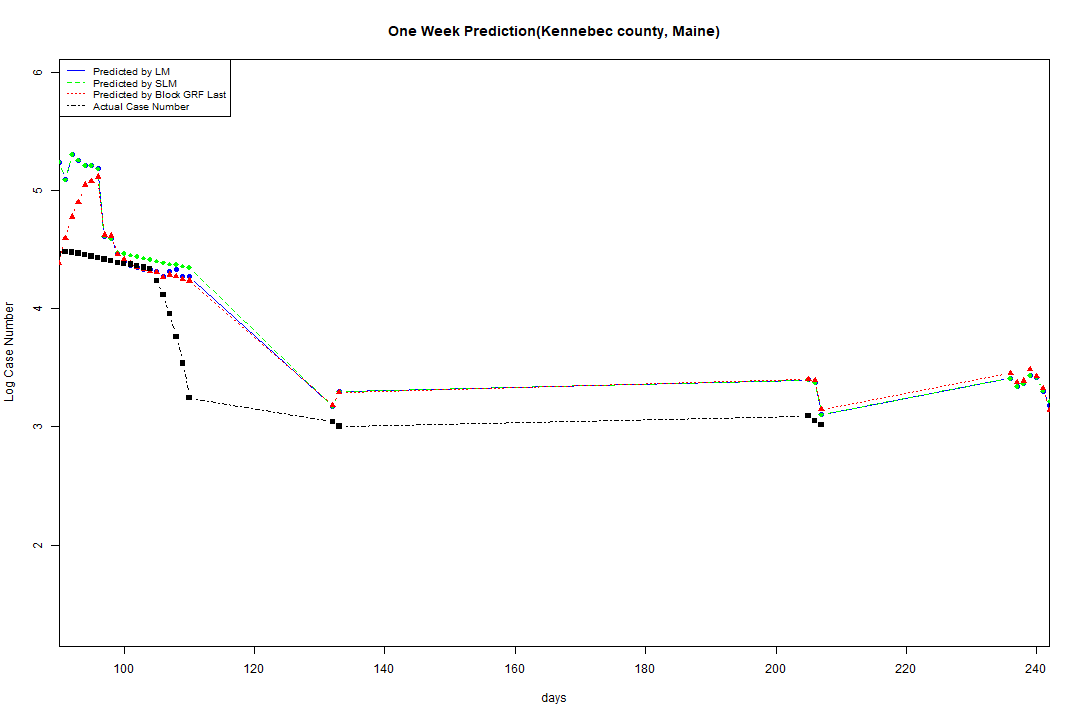 One Week Prediction(Kennebec county, Maine)
Predicted by LM
Predicted by SLM
Predicted by Block GRF Last
Actual Case Number
Log Case Number
6
5
4
3
2
100 120 140 160 180 200 220 240
days